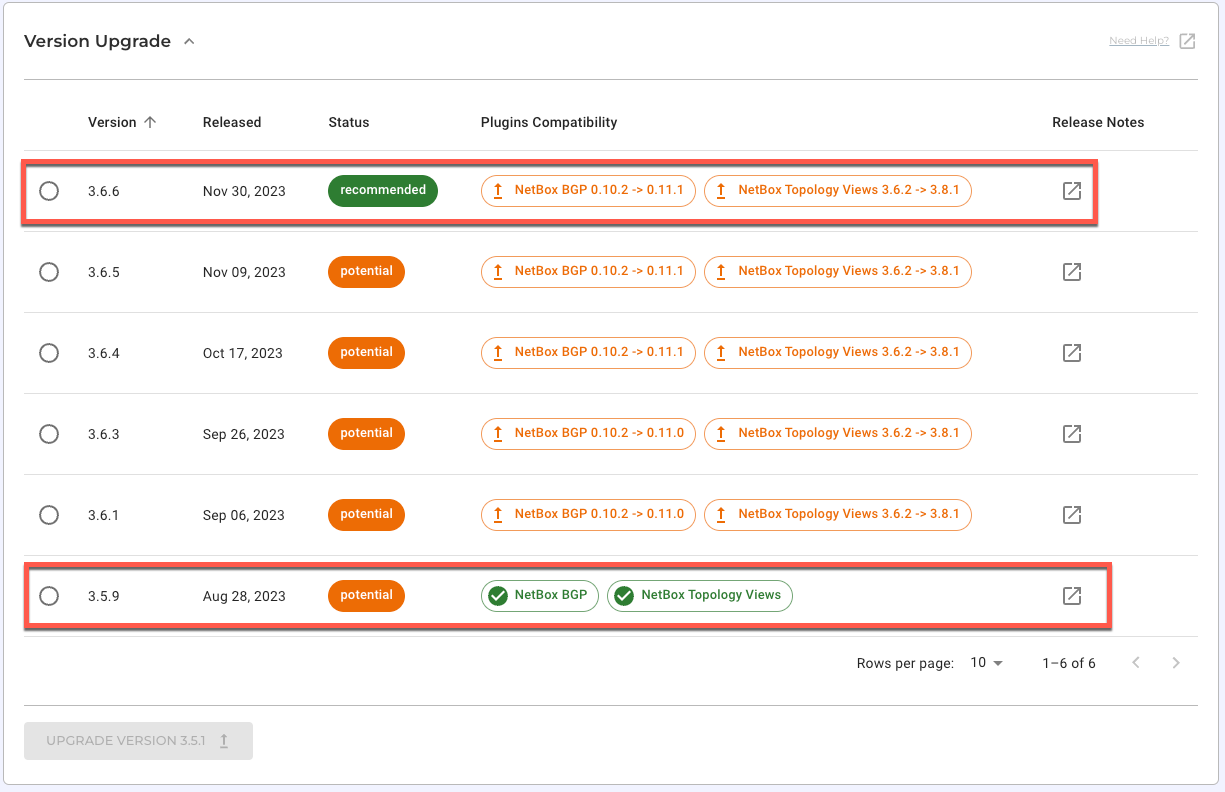 Version Upgrade
Need Help?
Version Released Status Plugins Compatibility Release Notes
3.6.6 Nov 30, 2023 recommended NetBox BGP 0.10.2 -> 0.11.1 NetBox Topology Views 3.6.2 -> 3.8.1
3.6.5 Nov 09, 2023 potential NetBox BGP 0.10.2 -> 0.11.1 NetBox Topology Views 3.6.2 -> 3.8.1
3.6.4 Oct 17, 2023 potential NetBox BGP 0.10.2 -> 0.11.1 NetBox Topology Views 3.6.2 -> 3.8.1
3.6.3 Sep 26, 2023 potential NetBox BGP 0.10.2 -> 0.11.0 NetBox Topology Views 3.6.2 -> 3.8.1
3.6.1 Sep 06, 2023 potential NetBox BGP 0.10.2 -> 0.11.0 NetBox Topology Views 3.6.2 -> 3.8.1
3.5.9 Aug 28, 2023 potential NetBox BGP NetBox Topology Views
Rows per page: 10 1–6 of 6
UPGRADE VERSION 3.5.1